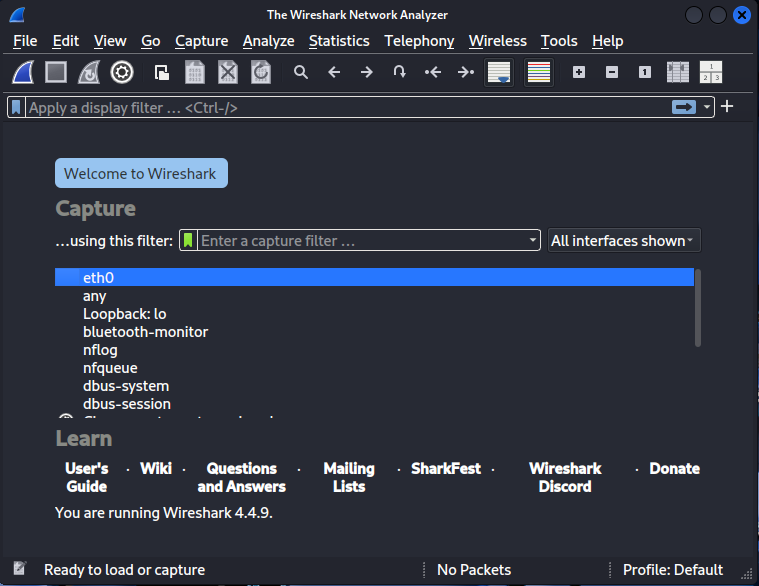 The Wireshark Network Analyzer
File Edit View Go Capture Analyze Statistics Telephony Wireless Tools Help
Apply a display filter … <Ctrl-/>
Welcome to Wireshark
Capture
…using this filter: Enter a capture filter … All interfaces shown
eth0
any
Loopback: lo
bluetooth-monitor
nflog
nfqueue
dbus-system
dbus-session
Learn
User's Guide · Wiki · Questions and Answers · Mailing Lists · SharkFest · Wireshark Discord · Donate
You are running Wireshark 4.4.9.
Ready to load or capture No Packets Profile: Default